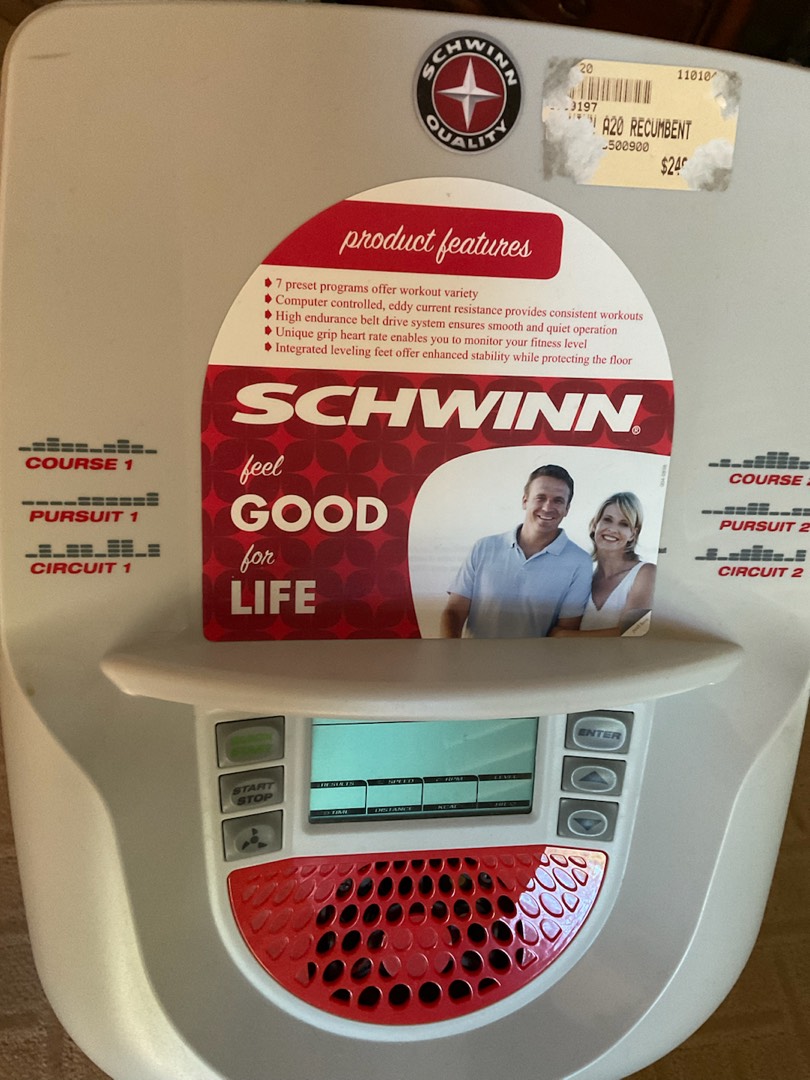 SCHWINN
QUALITY
A20 RECUMBENT
product features
7 preset programs offer workout variety
Computer controlled, eddy current resistance provides consistent workouts
High endurance belt drive system ensures smooth and quiet operation
Unique grip heart rate enables you to monitor your fitness level
Integrated leveling feet offer enhanced stability while protecting the floor
SCHWINN®
feel
GOOD
for
LIFE
COURSE 1
PURSUIT 1
CIRCUIT 1
COURSE
PURSUIT 2
CIRCUIT 2
ENTER
START
STOP
RESULTS SPEED RPM LEVEL
TIME DISTANCE KCAL